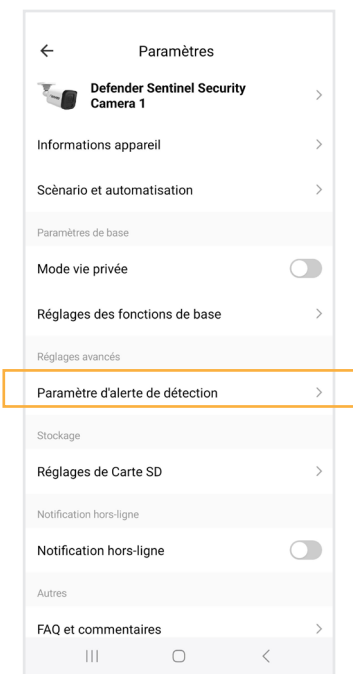 Paramètres
Defender Sentinel Security
Camera 1
Informations appareil
Scènario et automatisation
Paramètres de base
Mode vie privée
Réglages des fonctions de base
Réglages avancés
Paramètre d'alerte de détection
Stockage
Réglages de Carte SD
Notification hors-ligne
Notification hors-ligne
Autres
FAQ et commentaires